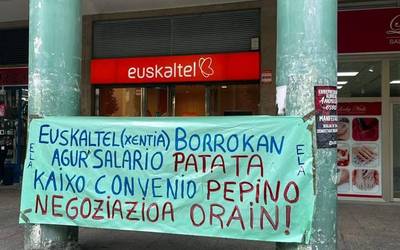 euskaltel
EUSKALTEL(XENTIA) BORROKAN
AGUR SALARIO PATATA
KAIXO CONVENIO PEPINO
NEGOZIAZIOA ORAIN!
ELA
ELA